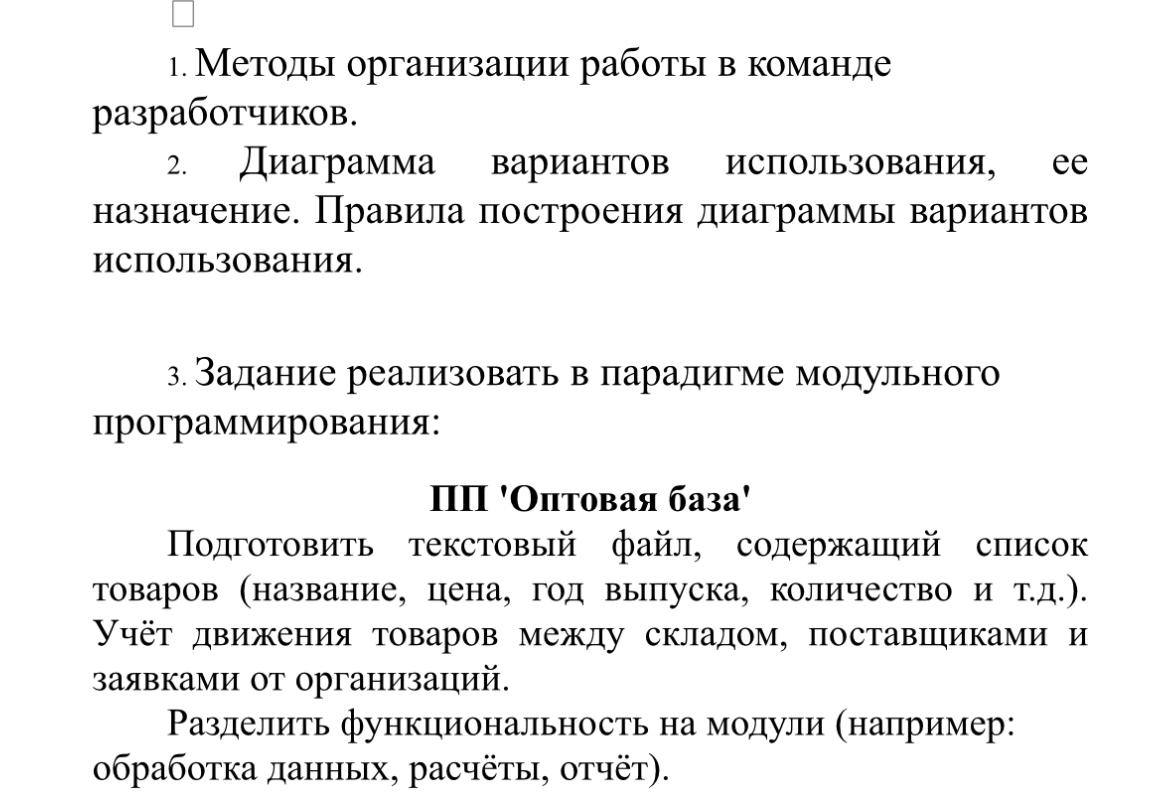 1. Методы организации работы в команде
разработчиков.
2. Диаграмма вариантов использования, ее
назначение. Правила построения диаграммы вариантов
использования.
3. Задание реализовать в парадигме модульного
программирования:
ПП 'Оптовая база'
Подготовить текстовый файл, содержащий список
товаров (название, цена, год выпуска, количество и т.д.).
Учёт движения товаров между складом, поставщиками и
заявками от организаций.
Разделить функциональность на модули (например:
обработка данных, расчёты, отчёт).